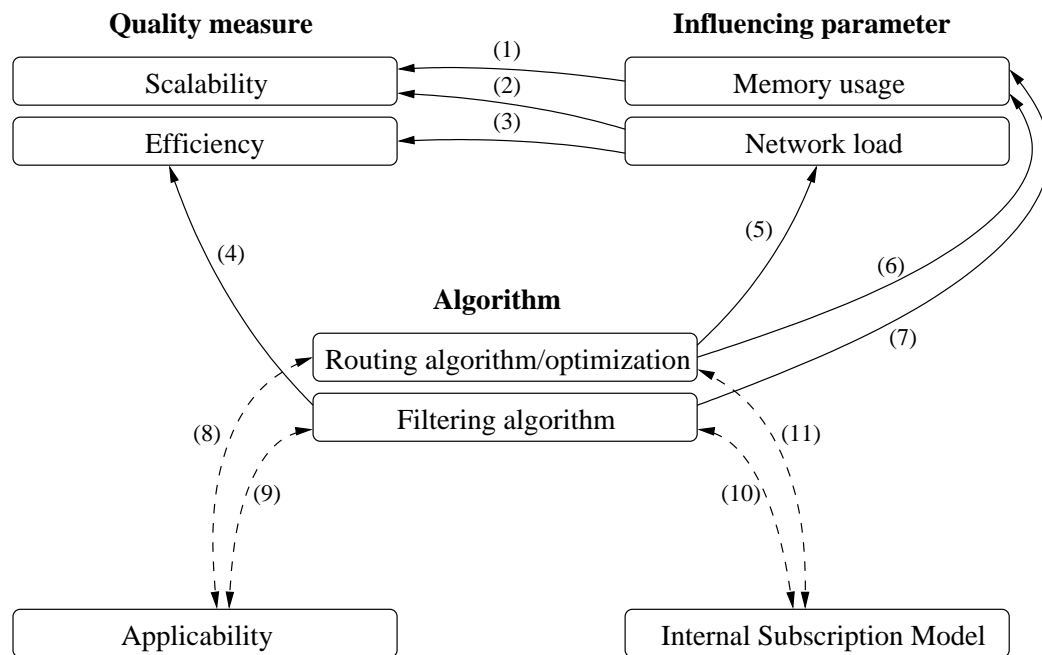 Quality measure
Influencing parameter
(1)
Scalability
Memory usage
(2)
(3)
Efficiency
Network load
(4)
(5)
(6)
Algorithm
(7)
Routing algorithm/optimization
Filtering algorithm
(8)
(11)
(9)
(10)
Applicability
Internal Subscription Model